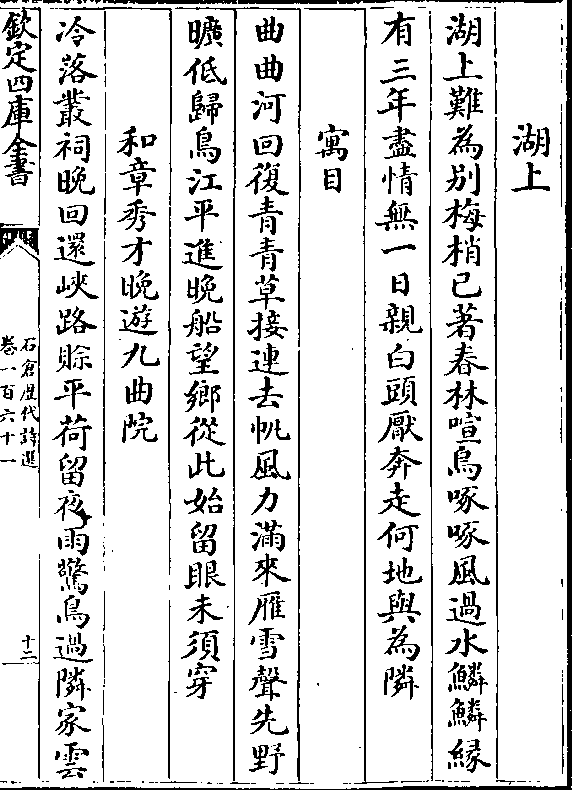 湖上
湖上難為别梅梢已著春林喧鳥啄啄風過水鱗鱗縁
有三年盡情無一日親白頭厭奔走何地與為隣
寓目
曲曲河回復青青草接連去帆風力滿來雁雪聲先野
曠低歸鳥江平進晚船望鄉從此始留眼未須穿
和章秀才晚遊九曲院
冷落叢祠晚回還峽路賖平荷留夜雨驚鳥過隣家雲
欽定四庫全書
石倉歴代詩選
卷一百六十一
十二